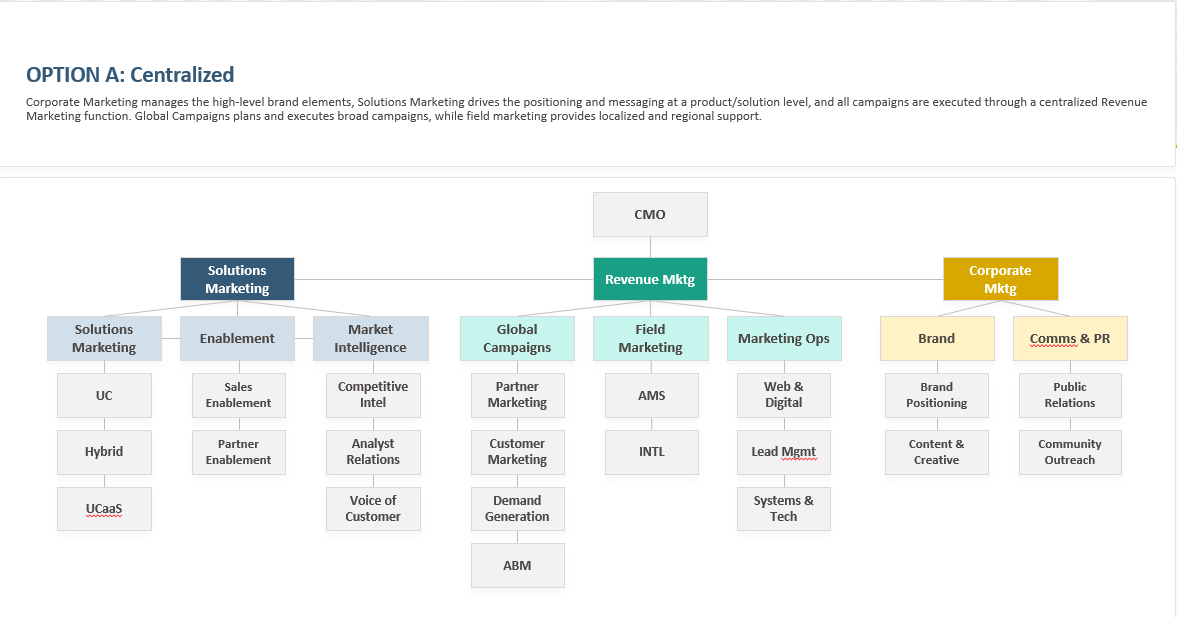 OPTION A: Centralized
Corporate Marketing manages the high-level brand elements, Solutions Marketing drives the positioning and messaging at a product/solution level, and all campaigns are executed through a centralized Revenue
Marketing function. Global Campaigns plans and executes broad campaigns, while field marketing provides localized and regional support.
CMO
Solutions
Marketing
Revenue Mktg
Corporate
Mktg
Solutions
Marketing
Enablement
Market
Intelligence
Global
Campaigns
Field
Marketing
Marketing Ops
Brand
Comms & PR
UC
Sales
Enablement
Competitive
Intel
Partner
Marketing
AMS
Web &
Digital
Brand
Positioning
Public
Relations
Hybrid
Partner
Enablement
Analyst
Relations
Customer
Marketing
INTL
Lead Mgmt
Content &
Creative
Community
Outreach
UCaaS
Voice of
Customer
Demand
Generation
Systems &
Tech
ABM